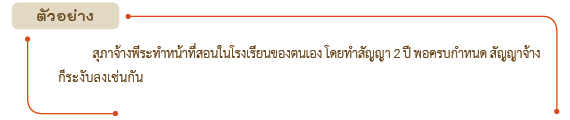 ตัวอย่าง
สุภาจ้างพีระทำหน้าที่สอนในโรงเรียนของตนเอง โดยทำสัญญา 2 ปี พอครบกำหนด สัญญาจ้าง
ก็ระงับลงเช่นกัน